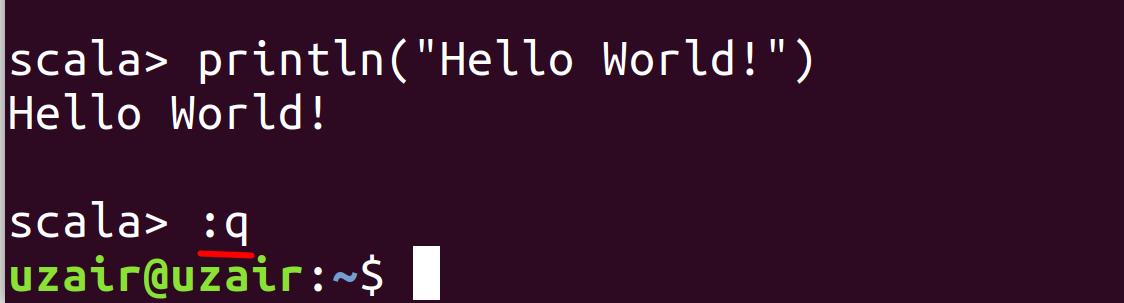 scala> println("Hello World!")
Hello World!
scala> :q
uzair@uzair:~$